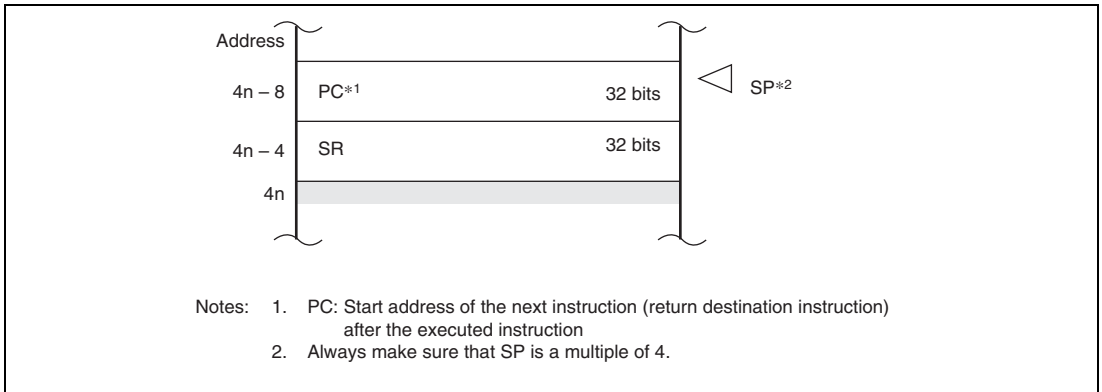 Address
4n – 8 PC*1 32 bits SP*2
4n – 4 SR 32 bits
4n
Notes: 1. PC: Start address of the next instruction (return destination instruction)
after the executed instruction
2. Always make sure that SP is a multiple of 4.